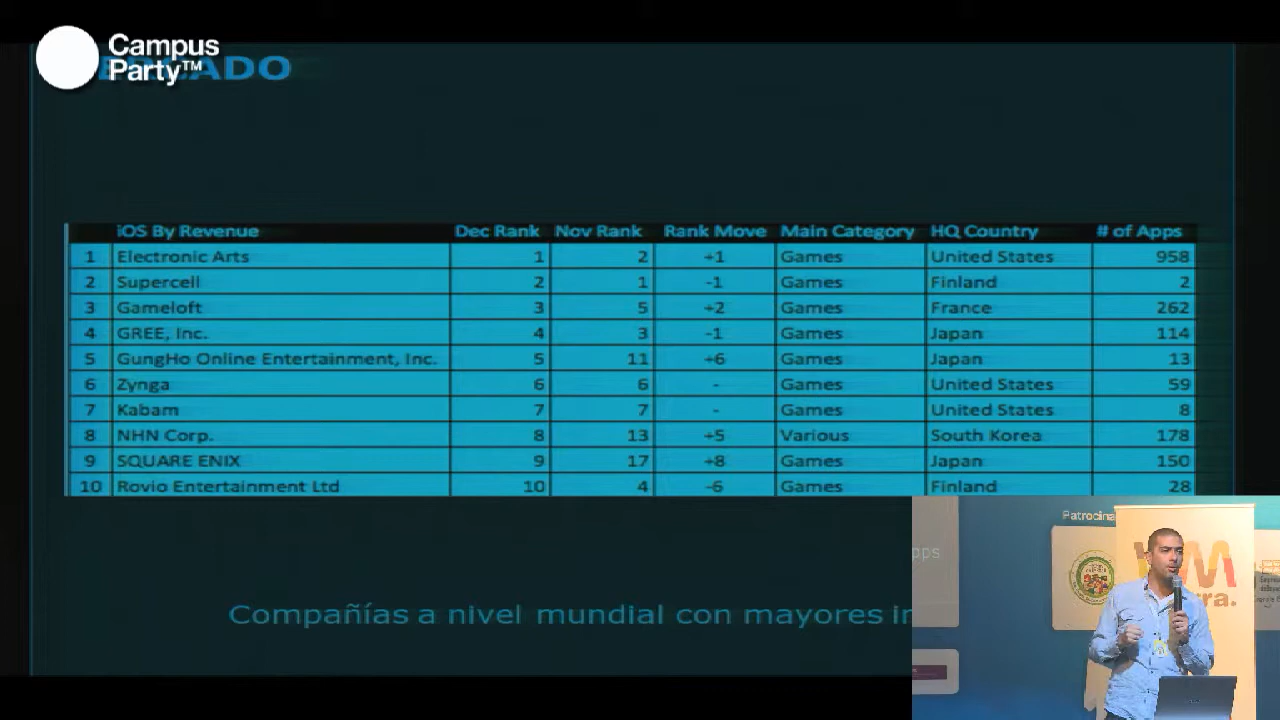 Campus
Party™
ERCADO
iOS By Revenue Dec Rank Nov Rank Rank Move Main Category HQ Country # of Apps
1 Electronic Arts 1 2 +1 Games United States 958
2 Supercell 2 1 -1 Games Finland 2
3 Gameloft 3 5 +2 Games France 262
4 GREE, Inc. 4 3 -1 Games Japan 114
5 GungHo Online Entertainment, Inc. 5 11 +6 Games Japan 13
6 Zynga 6 6 - Games United States 59
7 Kabam 7 7 - Games United States 8
8 NHN Corp. 8 13 +5 Various South Korea 178
9 SQUARE ENIX 9 17 +8 Games Japan 150
10 Rovio Entertainment Ltd 10 4 -6 Games Finland 28
Compañías a nivel mundial con mayores in
Patrocina
pps